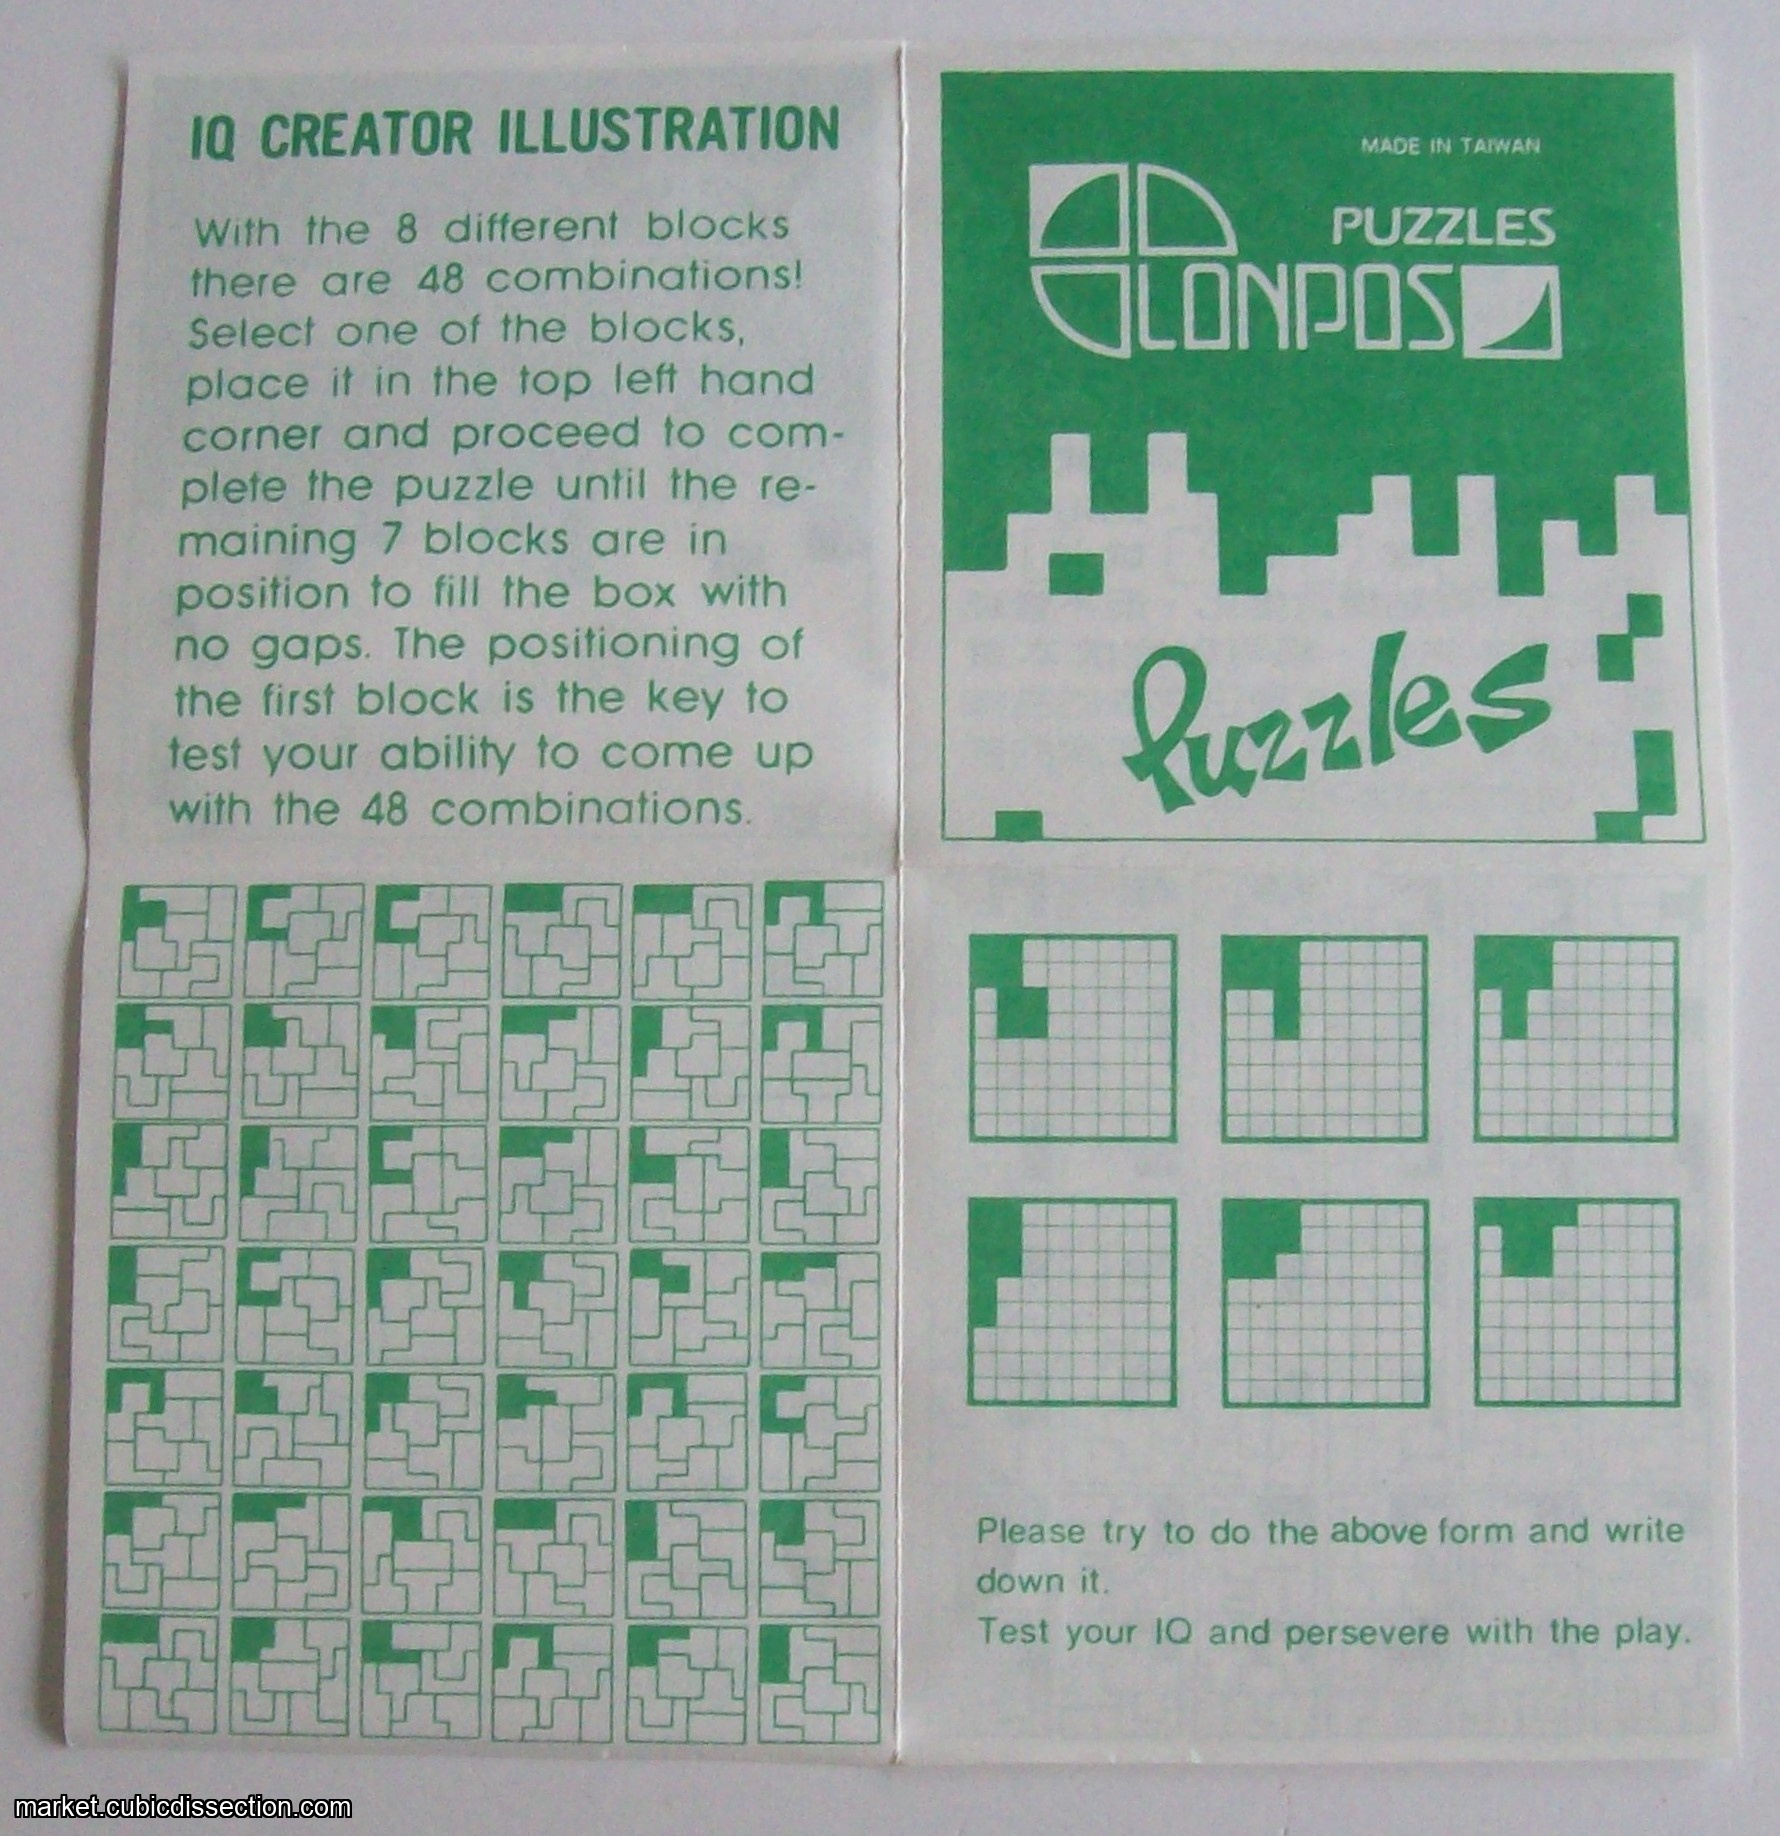 IQ CREATOR ILLUSTRATION
With the 8 different blocks
there are 48 combinations!
Select one of the blocks,
place it in the top left hand
corner and proceed to com-
plete the puzzle until the re-
maining 7 blocks are in
position to fill the box with
no gaps. The positioning of
the first block is the key to
test your ability to come up
with the 48 combinations.
MADE IN TAIWAN
PUZZLES
LONPOS
Puzzles
Please try to do the above form and write
down it.
Test your IQ and persevere with the play.
market.cubicdissection.com